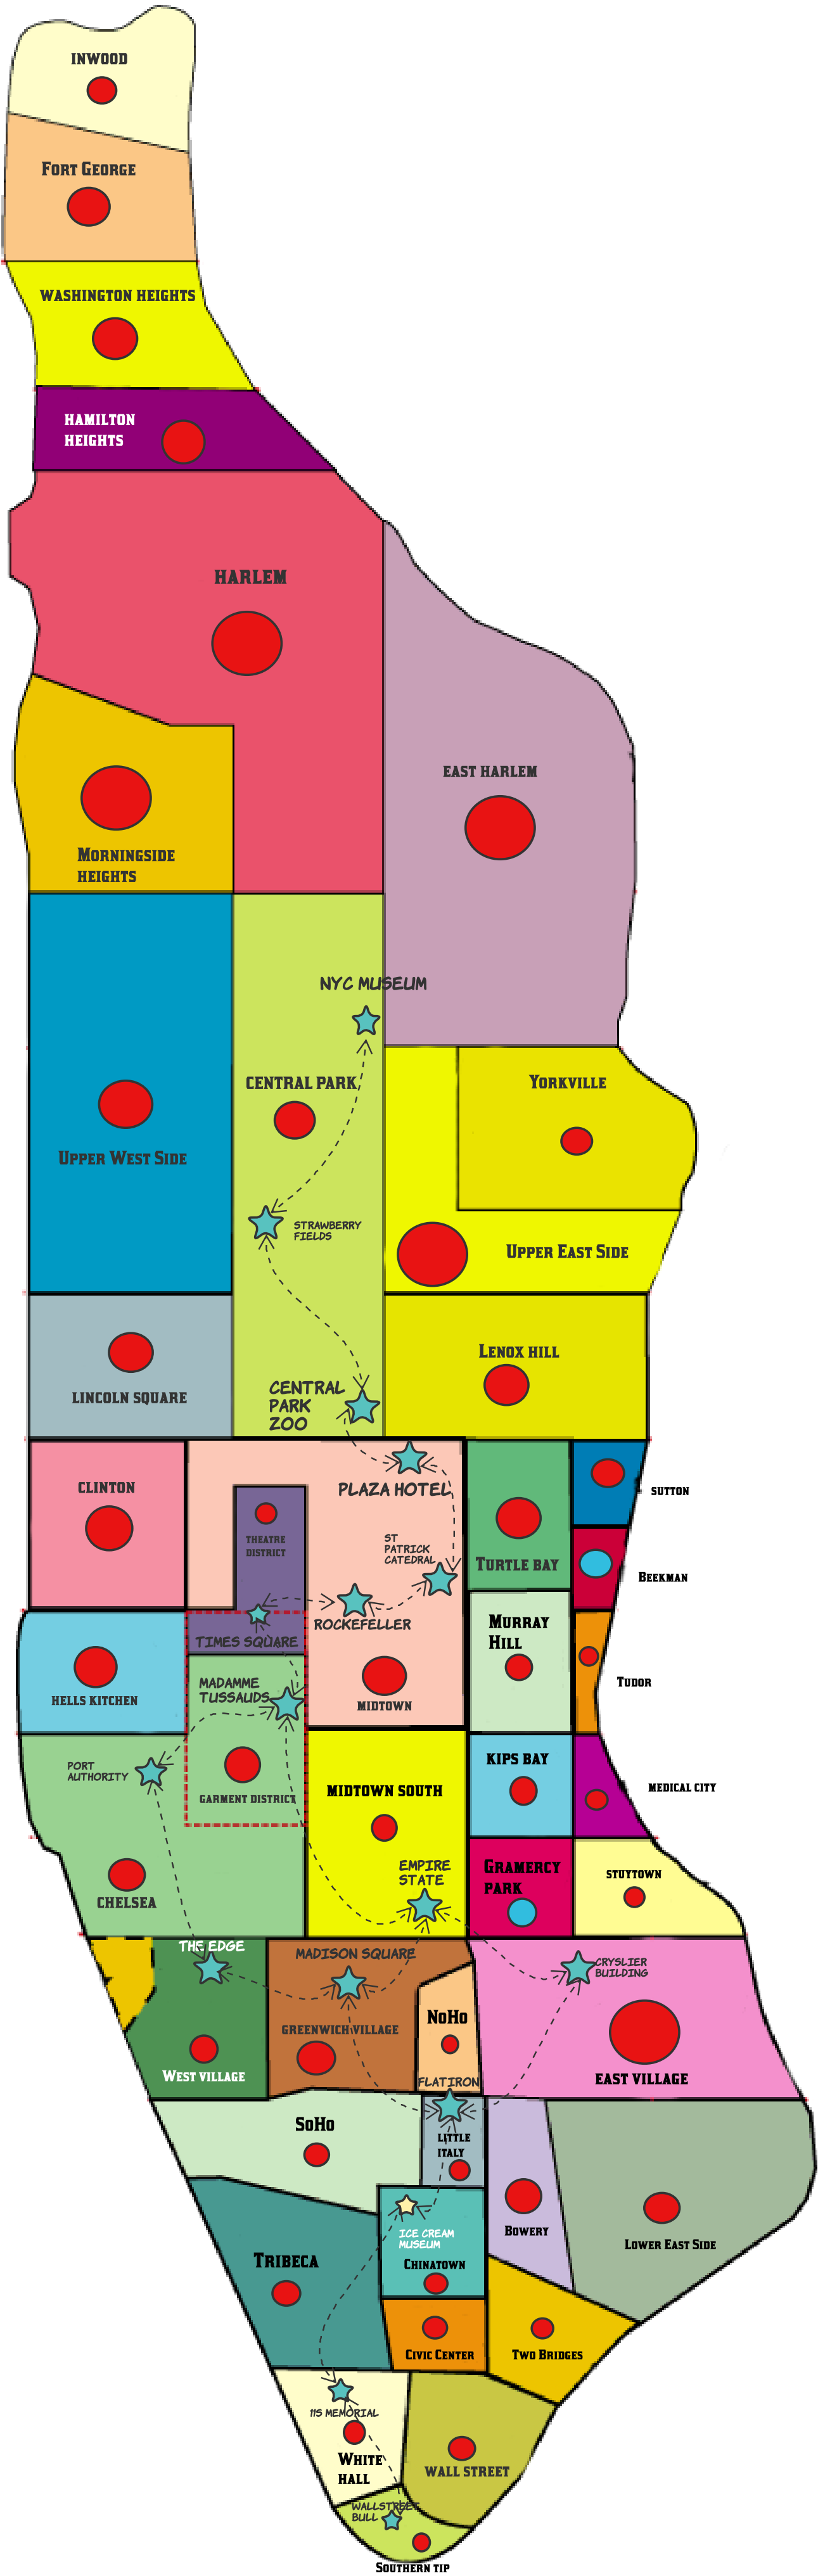 INWOOD
FORT GEORGE
WASHINGTON HEIGHTS
HAMILTON
HEIGHTS
HARLEM
EAST HARLEM
MORNINGSIDE
HEIGHTS
NYC MUSEUM
CENTRAL PARK
YORKVILLE
UPPER WEST SIDE
STRAWBERRY
FIELDS
UPPER EAST SIDE
LENOX HILL
CENTRAL
PARK
ZOO
LINCOLN SQUARE
CLINTON
PLAZA HOTEL
SUTTON
THEATRE
DISTRICT
ST
PATRICK
CATEDRAL
TURTLE BAY
BEEKMAN
ROCKEFELLER
MURRAY
HILL
TIMES SQUARE
HELLS KITCHEN
MADAMME
TUSSAUDS
MIDTOWN
TUDOR
PORT
AUTHORITY
GARMENT DISTRICT
MIDTOWN SOUTH
KIPS BAY
MEDICAL CITY
CHELSEA
EMPIRE
STATE
GRAMERCY
PARK
STUYTOWN
THE EDGE
MADISON SQUARE
CRYSLIER
BUILDING
GREENWICH VILLAGE
NOHO
WEST VILLAGE
FLATIRON
EAST VILLAGE
SOHO
LITTLE
ITALY
ICE CREAM
MUSEUM
BOWERY
LOWER EAST SIDE
TRIBECA
CHINATOWN
CIVIC CENTER
TWO BRIDGES
11S MEMORIAL
WHITE
HALL
WALL STREET
WALLSTREET
BULL
SOUTHERN TIP